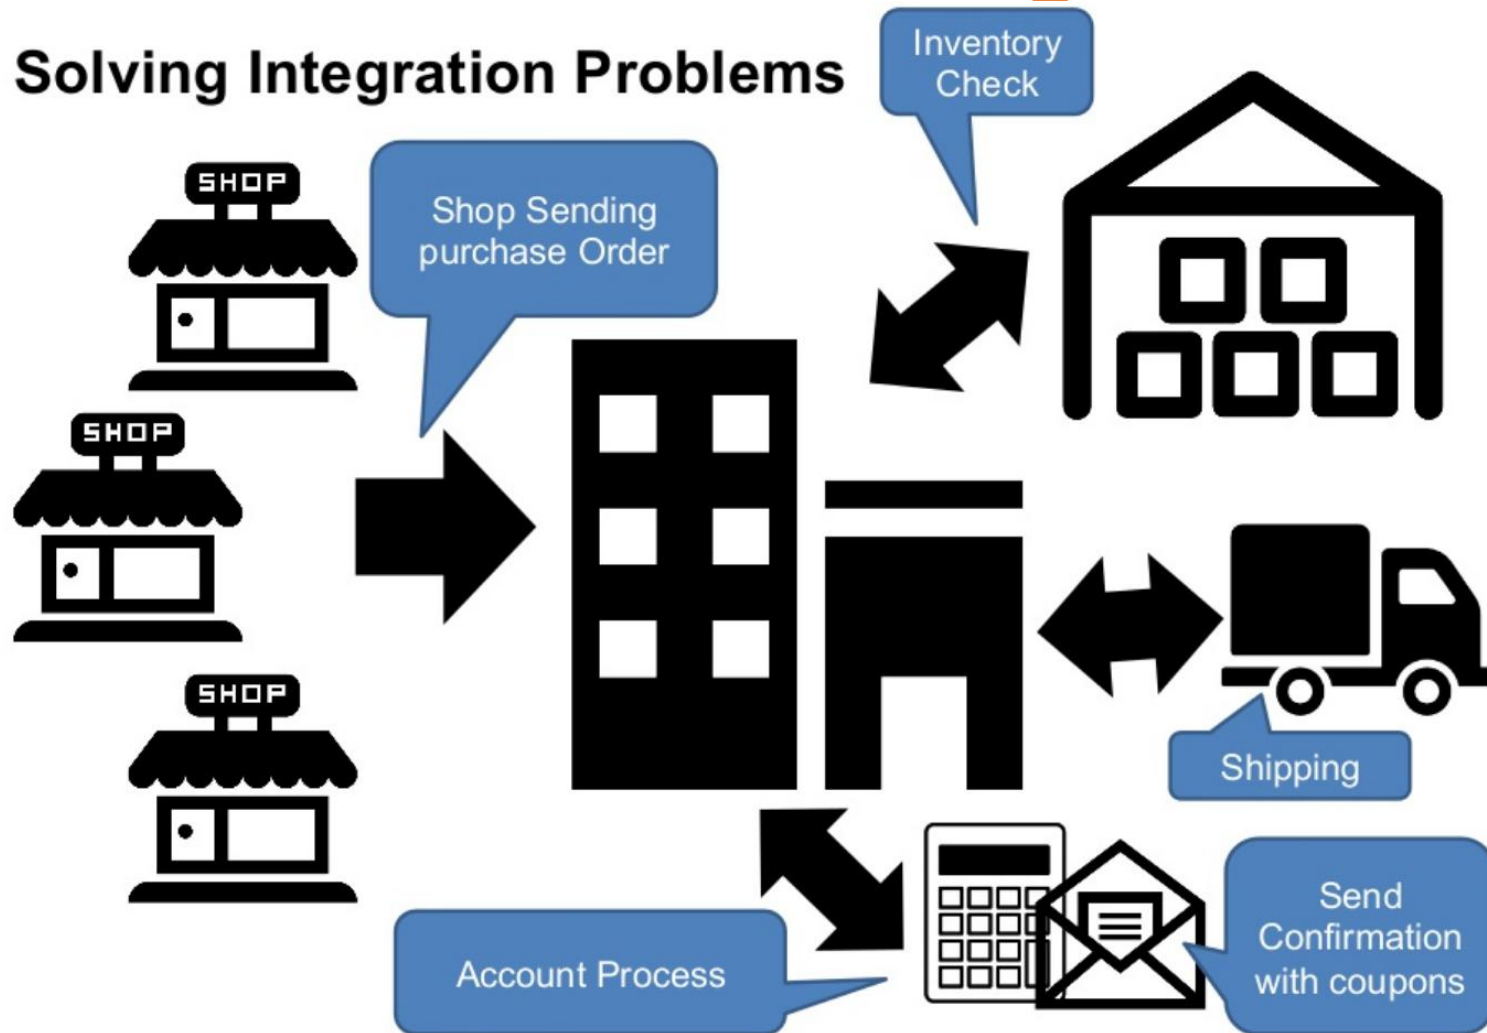 Solving Integration Problems
Inventory
Check
SHOP
Shop Sending
purchase Order
SHOP
SHOP
Shipping
Account Process
Send
Confirmation
with coupons